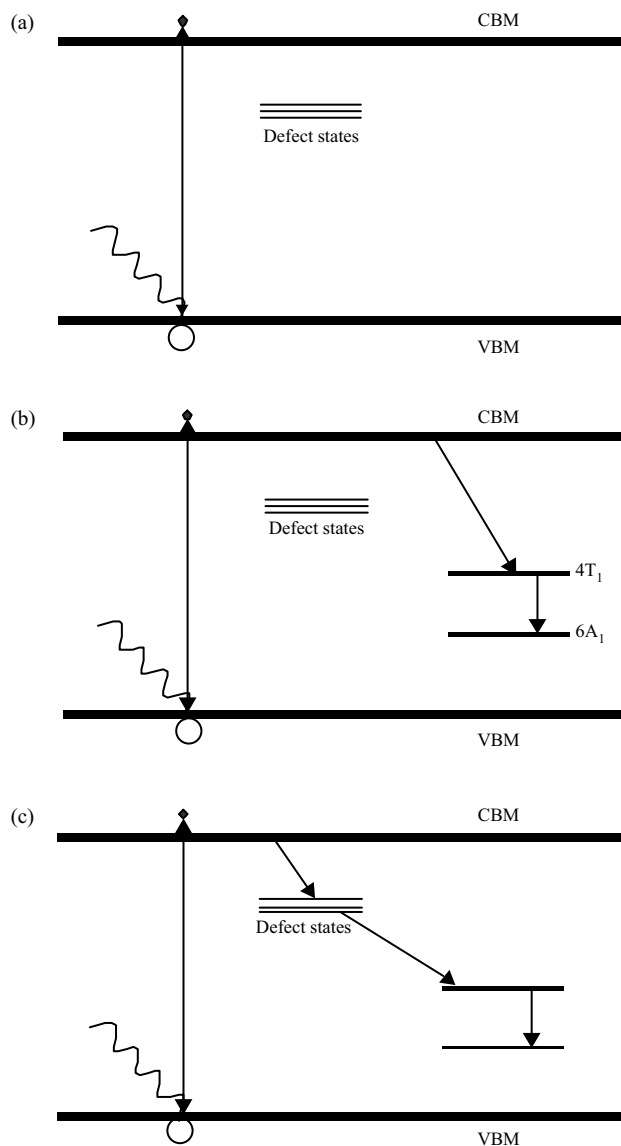 (a)
CBM
Defect states
VBM
(b)
CBM
Defect states
4T₁
6A₁
VBM
(c)
CBM
Defect states
VBM